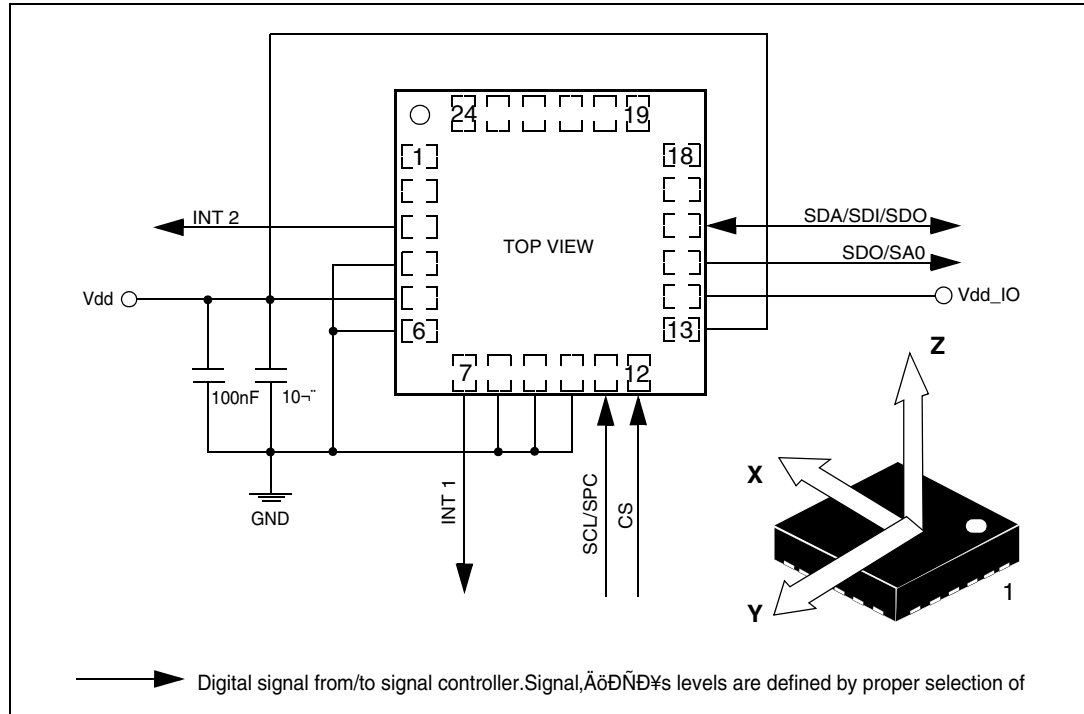 24
19
1
18
INT 2
SDA/SDI/SDO
TOP VIEW
SDO/SA0
Vdd
Vdd_IO
6
13
7
12
Z
100nF
10¬¨
X
INT 1
SCL/SPC
CS
GND
Y
1
Digital signal from/to signal controller.Signal‚ÄöÐÑÐ¥s levels are defined by proper selection of